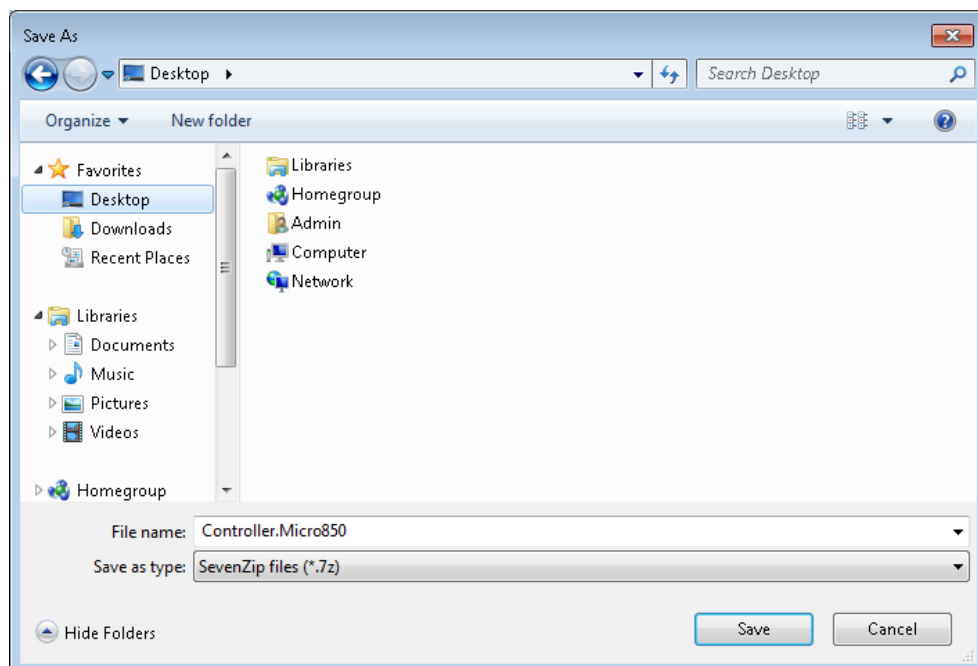 Save As
Desktop
Search Desktop
Organize
New folder
Favorites
Desktop
Downloads
Recent Places
Libraries
Documents
Music
Pictures
Videos
Homegroup
Libraries
Homegroup
Admin
Computer
Network
File name: Controller.Micro850
Save as type: SevenZip files (*.7z)
Hide Folders
Save
Cancel